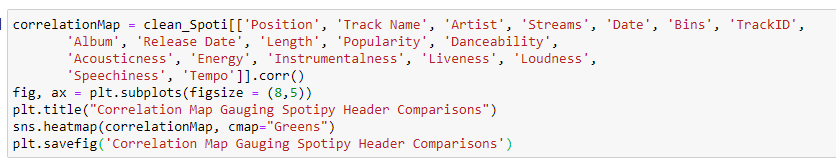 correlationMap = clean_Spoti[['Position', 'Track Name', 'Artist', 'Streams', 'Date', 'Bins', 'TrackID',
'Album', 'Release Date', 'Length', 'Popularity', 'Danceability',
'Acousticness', 'Energy', 'Instrumentalness', 'Liveness', 'Loudness',
'Speechiness', 'Tempo']].corr()
fig, ax = plt.subplots(figsize = (8,5))
plt.title("Correlation Map Gauging Spotipy Header Comparisons")
sns.heatmap(correlationMap, cmap="Greens")
plt.savefig('Correlation Map Gauging Spotipy Header Comparisons')